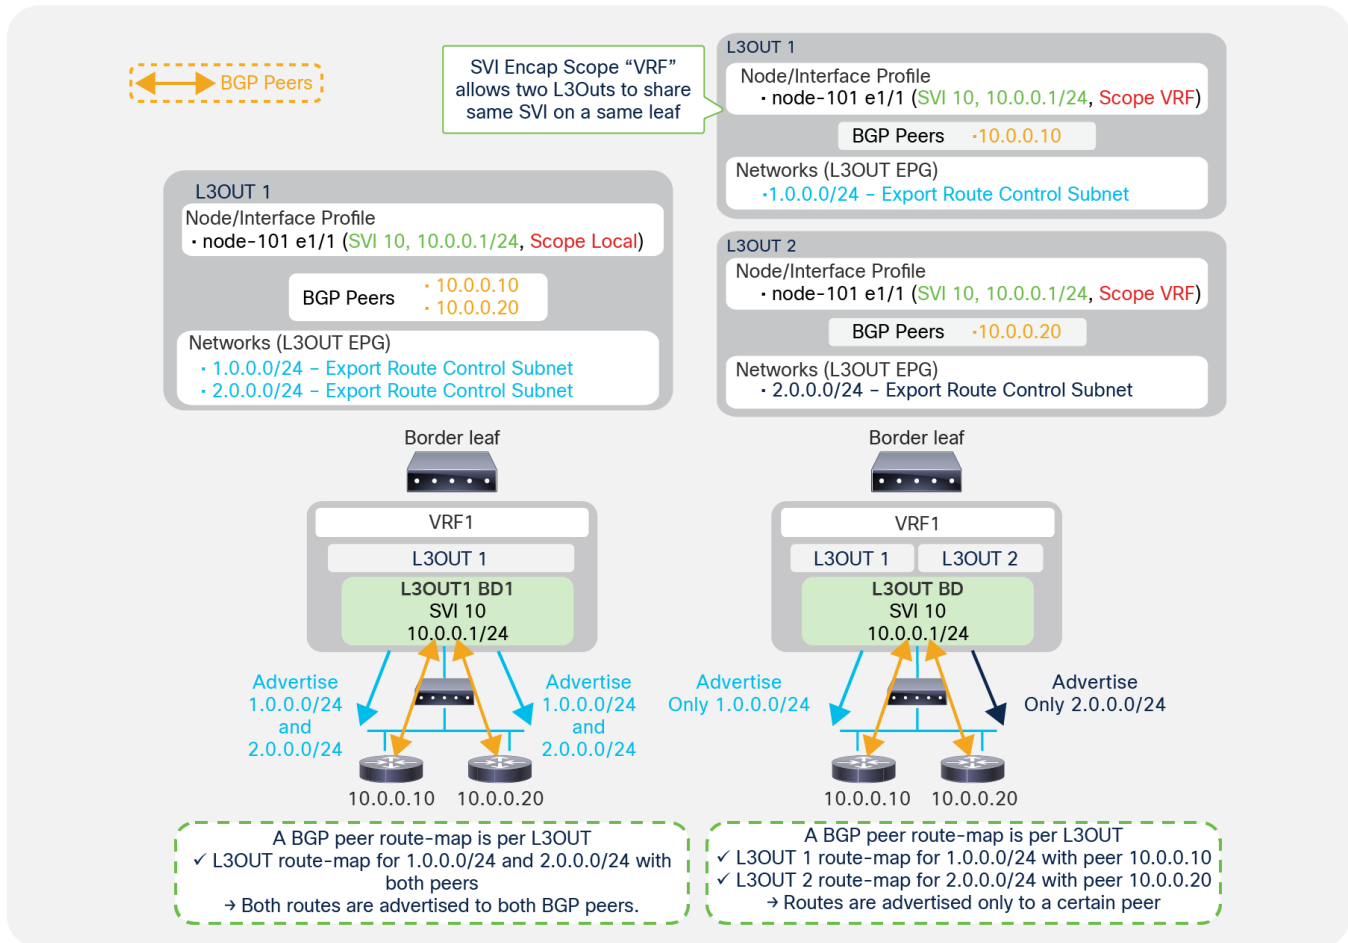 BGP Peers
SVI Encap Scope “VRF”
allows two L3Outs to share
same SVI on a same leaf
L3OUT 1
Node/Interface Profile
· node-101 e1/1 (SVI 10, 10.0.0.1/24, Scope Local)
BGP Peers
· 10.0.0.10
· 10.0.0.20
Networks (L3OUT EPG)
· 1.0.0.0/24 – Export Route Control Subnet
· 2.0.0.0/24 – Export Route Control Subnet
L3OUT 1
Node/Interface Profile
· node-101 e1/1 (SVI 10, 10.0.0.1/24, Scope VRF)
BGP Peers ·10.0.0.10
Networks (L3OUT EPG)
·1.0.0.0/24 – Export Route Control Subnet
L3OUT 2
Node/Interface Profile
· node-101 e1/1 (SVI 10, 10.0.0.1/24, Scope VRF)
BGP Peers ·10.0.0.20
Networks (L3OUT EPG)
· 2.0.0.0/24 – Export Route Control Subnet
Border leaf
VRF1
L3OUT 1
L3OUT1 BD1
SVI 10
10.0.0.1/24
Advertise
1.0.0.0/24
and
2.0.0.0/24
Advertise
1.0.0.0/24
and
2.0.0.0/24
10.0.0.10
10.0.0.20
A BGP peer route-map is per L3OUT
✓ L3OUT route-map for 1.0.0.0/24 and 2.0.0.0/24 with
both peers
→ Both routes are advertised to both BGP peers.
Border leaf
VRF1
L3OUT 1
L3OUT 2
L3OUT BD
SVI 10
10.0.0.1/24
Advertise
Only 1.0.0.0/24
Advertise
Only 2.0.0.0/24
10.0.0.10
10.0.0.20
A BGP peer route-map is per L3OUT
✓ L3OUT 1 route-map for 1.0.0.0/24 with peer 10.0.0.10
✓ L3OUT 2 route-map for 2.0.0.0/24 with peer 10.0.0.20
→ Routes are advertised only to a certain peer